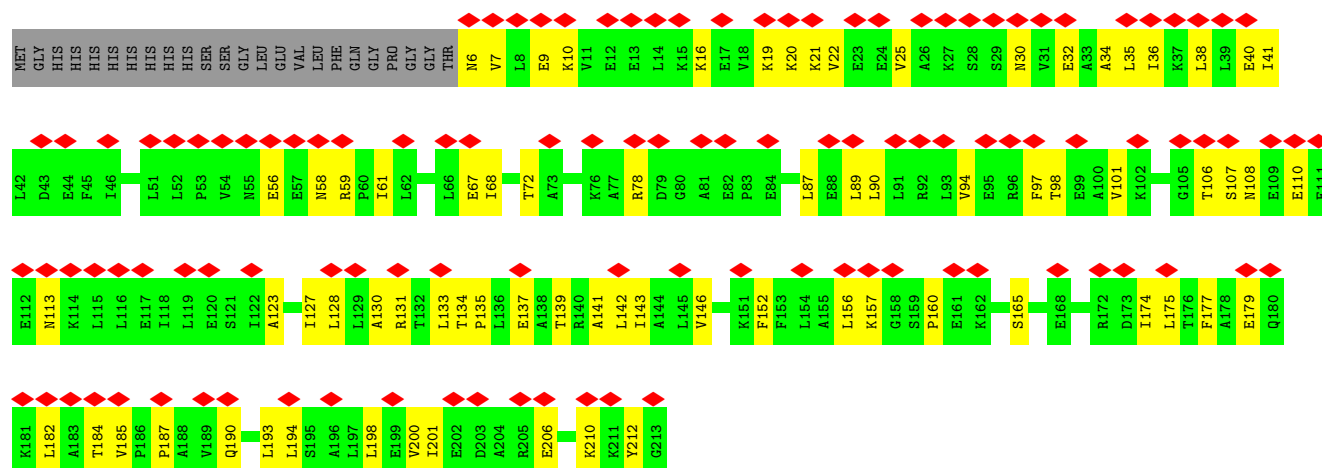 MET GLY HIS HIS HIS HIS HIS HIS HIS HIS SER SER GLY LEU GLU VAL LEU PHE GLN GLY PRO GLY GLY THR N6 V7 L8 E9 K10 V11 E12 E13 L14 K15 K16 E17 V18 K19 K20 K21 V22 E23 E24 V25 A26 K27 S28 S29 N30 V31 E32 A33 A34 L35 I36 K37 L38 L39 E40 I41
L42 D43 E44 F45 I46 L51 L52 P53 V54 N55 E56 E57 N58 R59 P60 I61 L62 L66 E67 I68 T72 A73 K76 A77 R78 D79 G80 A81 E82 P83 E84 L87 E88 L89 L90 L91 R92 L93 V94 E95 R96 F97 T98 E99 A100 V101 K102 G105 T106 S107 N108 E109 E110 E111
E112 N113 K114 L115 L116 E117 I118 L119 E120 S121 I122 A123 I127 L128 L129 A130 R131 T132 L133 T134 P135 L136 E137 A138 T139 R140 A141 L142 I143 A144 L145 V146 K151 F152 F153 L154 A155 L156 K157 G158 S159 P160 E161 K162 S165 E168 R172 D173 I174 L175 T176 F177 A178 E179 Q180
K181 L182 A183 T184 V185 P186 P187 A188 V189 Q190 L193 L194 S195 A196 L197 L198 E199 V200 I201 E202 D203 A204 R205 E206 K210 K211 Y212 G213